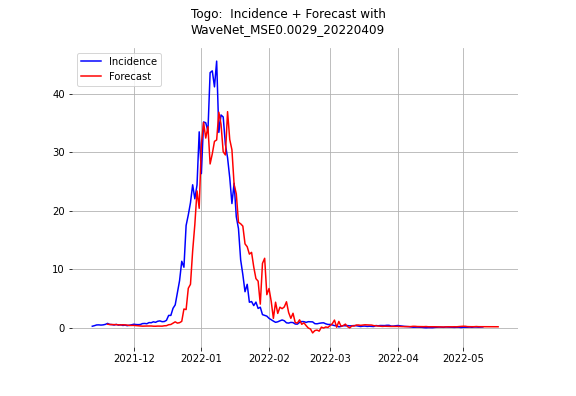 Togo:  Incidence + Forecast with
WaveNet_MSE0.0029_20220409
Incidence
Forecast
40
30
20
10
0
2021-12 2022-01 2022-02 2022-03 2022-04 2022-05